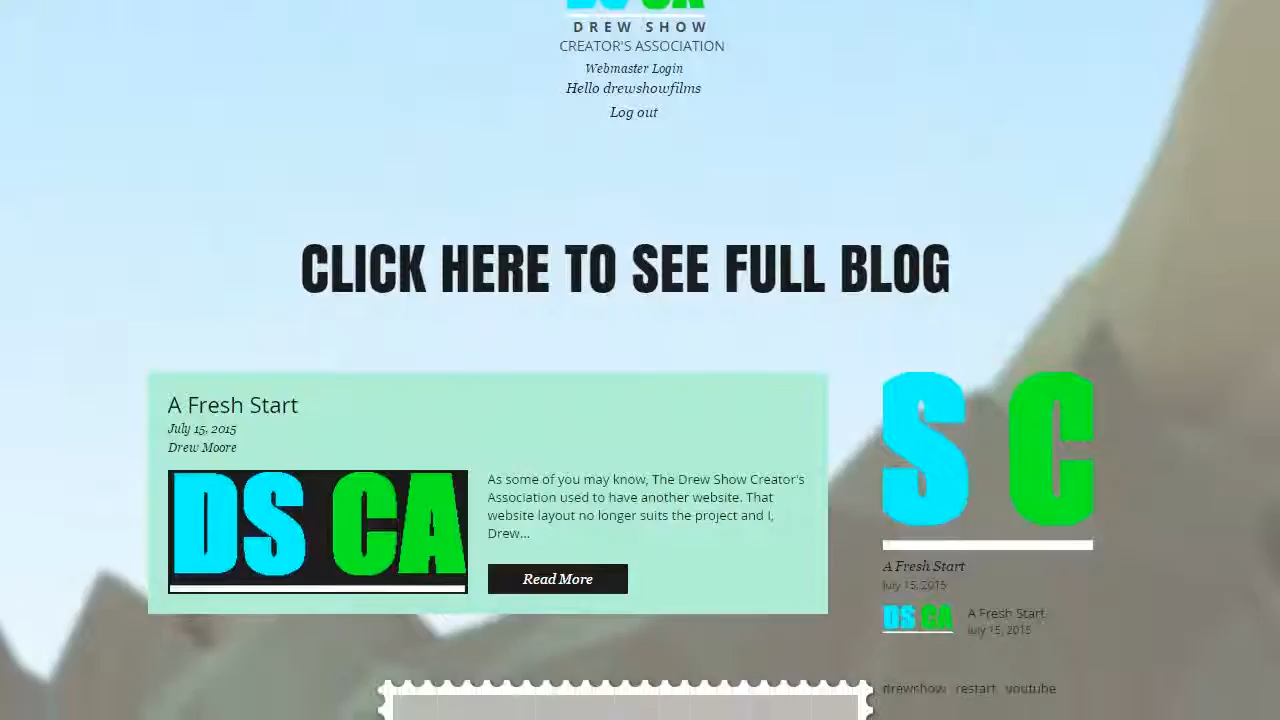 DS CA
DREW SHOW
CREATOR'S ASSOCIATION
Webmaster Login
Hello drewshowfilms
Log out
CLICK HERE TO SEE FULL BLOG
A Fresh Start
July 15, 2015
Drew Moore
DS CA
As some of you may know, The Drew Show Creator's
Association used to have another website. That
website layout no longer suits the project and I,
Drew...
Read More
S C
A Fresh Start
July 15, 2015
DS CA
A Fresh Start
July 15, 2015
drewshow restart youtube